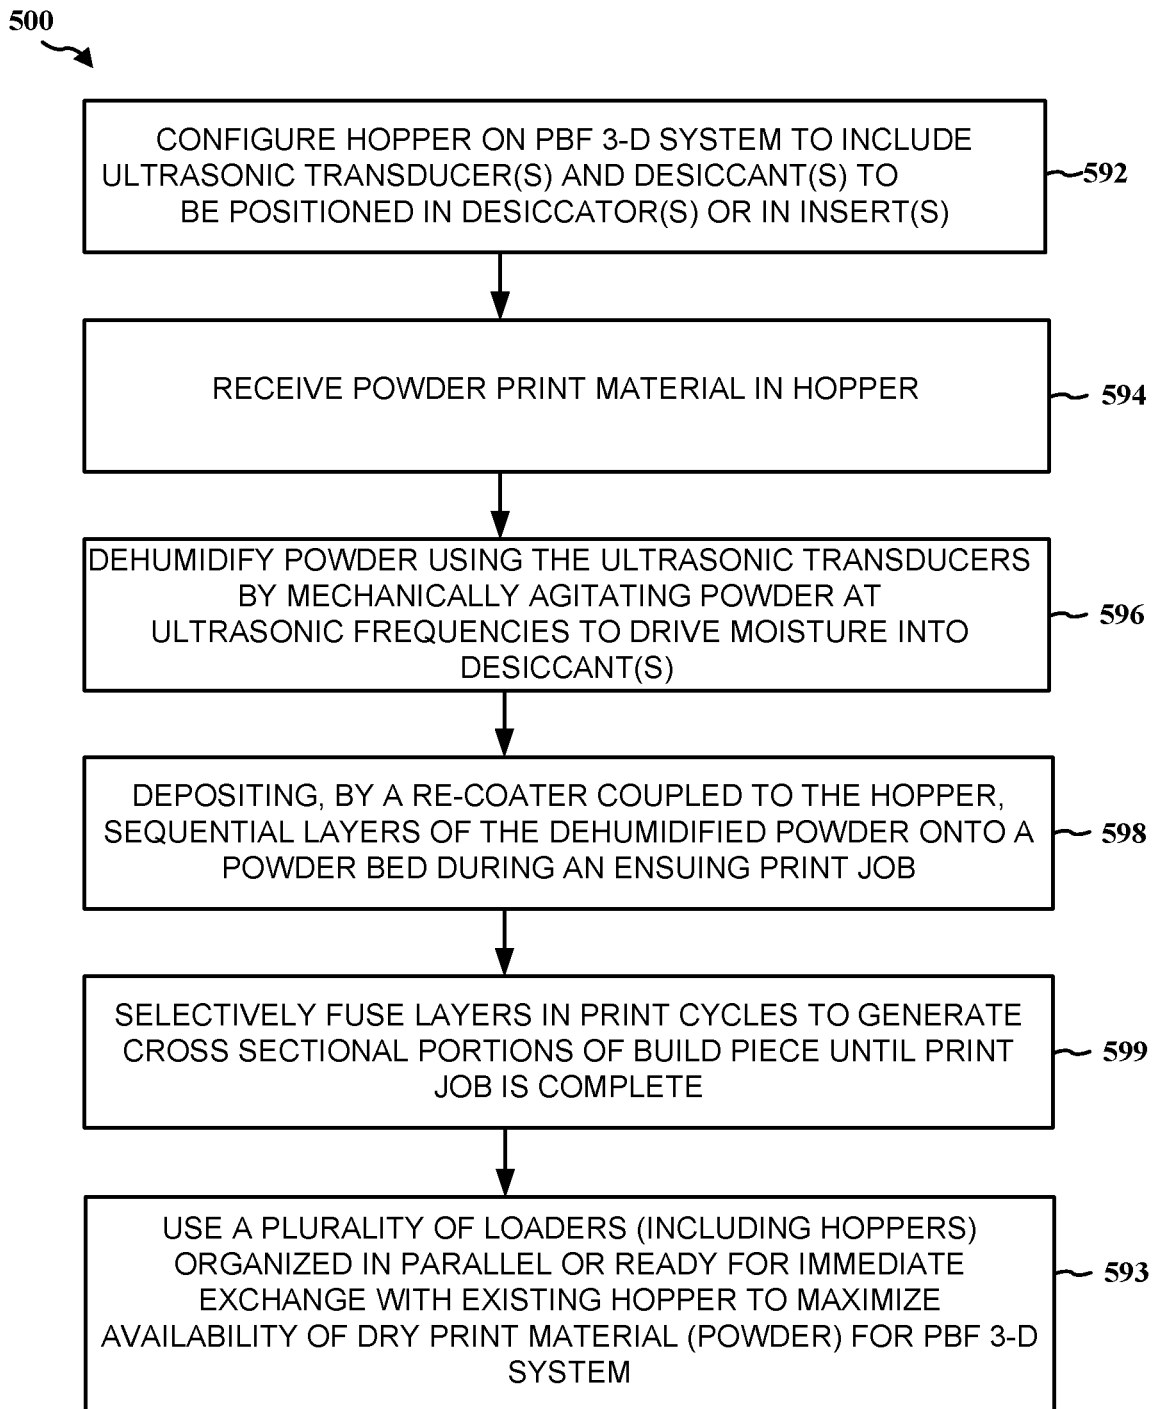 500
CONFIGURE HOPPER ON PBF 3-D SYSTEM TO INCLUDE
ULTRASONIC TRANSDUCER(S) AND DESICCANT(S) TO
BE POSITIONED IN DESICCATOR(S) OR IN INSERT(S)
592
RECEIVE POWDER PRINT MATERIAL IN HOPPER
594
DEHUMIDIFY POWDER USING THE ULTRASONIC TRANSDUCERS
BY MECHANICALLY AGITATING POWDER AT
ULTRASONIC FREQUENCIES TO DRIVE MOISTURE INTO
DESICCANT(S)
596
DEPOSITING, BY A RE-COATER COUPLED TO THE HOPPER,
SEQUENTIAL LAYERS OF THE DEHUMIDIFIED POWDER ONTO A
POWDER BED DURING AN ENSUING PRINT JOB
598
SELECTIVELY FUSE LAYERS IN PRINT CYCLES TO GENERATE
CROSS SECTIONAL PORTIONS OF BUILD PIECE UNTIL PRINT
JOB IS COMPLETE
599
USE A PLURALITY OF LOADERS (INCLUDING HOPPERS)
ORGANIZED IN PARALLEL OR READY FOR IMMEDIATE
EXCHANGE WITH EXISTING HOPPER TO MAXIMIZE
AVAILABILITY OF DRY PRINT MATERIAL (POWDER) FOR PBF 3-D
SYSTEM
593